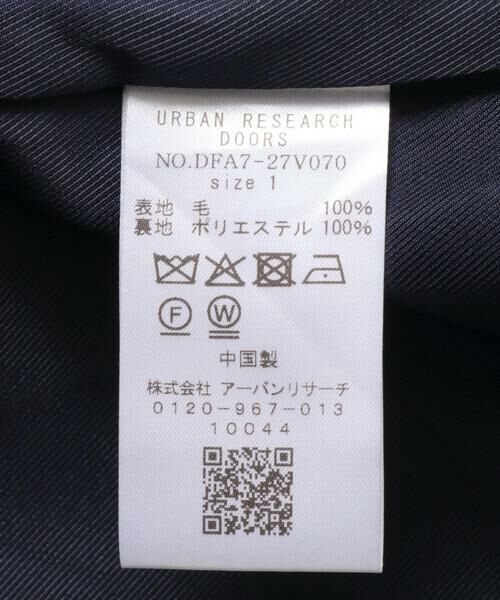 URBAN RESEARCH
DOORS
NO.DFA7-27V070
size 1
表地 毛 100%
裏地 ポリエステル 100%
F W
中国製
株式会社 アーバンリサーチ
0120-967-013
10044